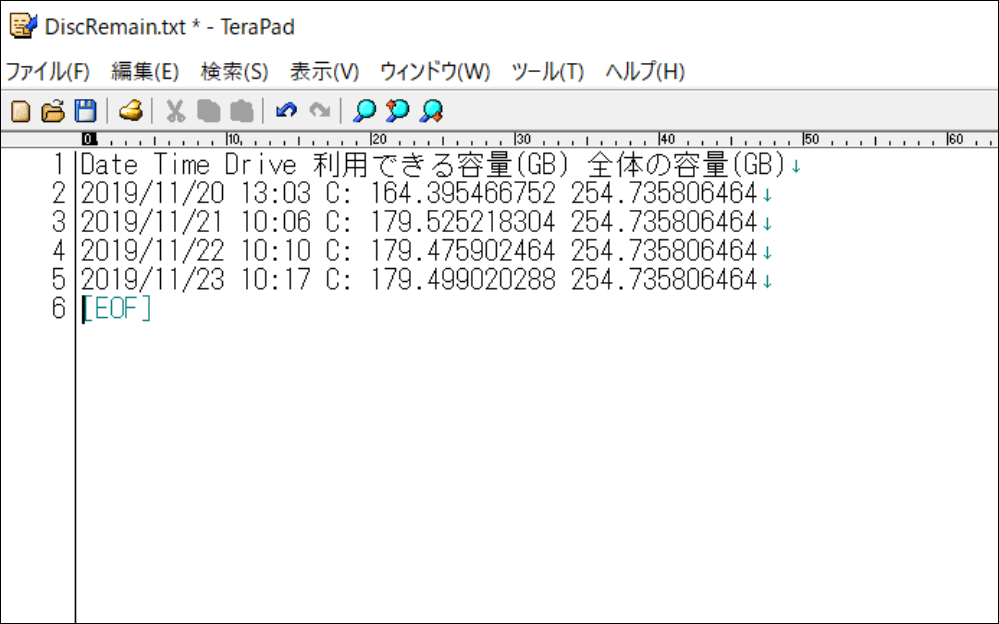 DiscRemain.txt * - TeraPad
ファイル(F) 編集(E) 検索(S) 表示(V) ウィンドウ(W) ツール(T) ヘルプ(H)
0 10 20 30 40 50 60
1 Date Time Drive 利用できる容量(GB) 全体の容量(GB)↓
2 2019/11/20 13:03 C: 164.395466752 254.735806464↓
3 2019/11/21 10:06 C: 179.525218304 254.735806464↓
4 2019/11/22 10:10 C: 179.475902464 254.735806464↓
5 2019/11/23 10:17 C: 179.499020288 254.735806464↓
6 [EOF]